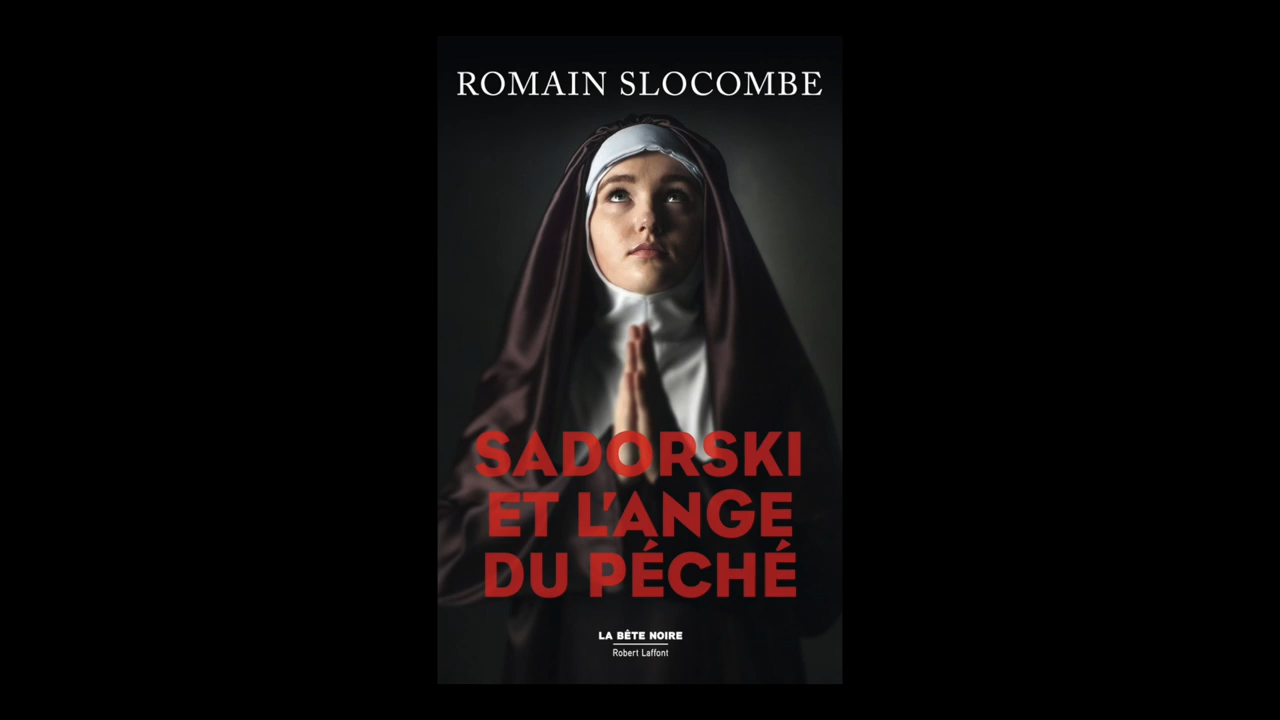 ROMAIN SLOCOMBE
SADORSKI
ET L'ANGE
DU PÉCHÉ
LA BÊTE NOIRE
Robert Laffont